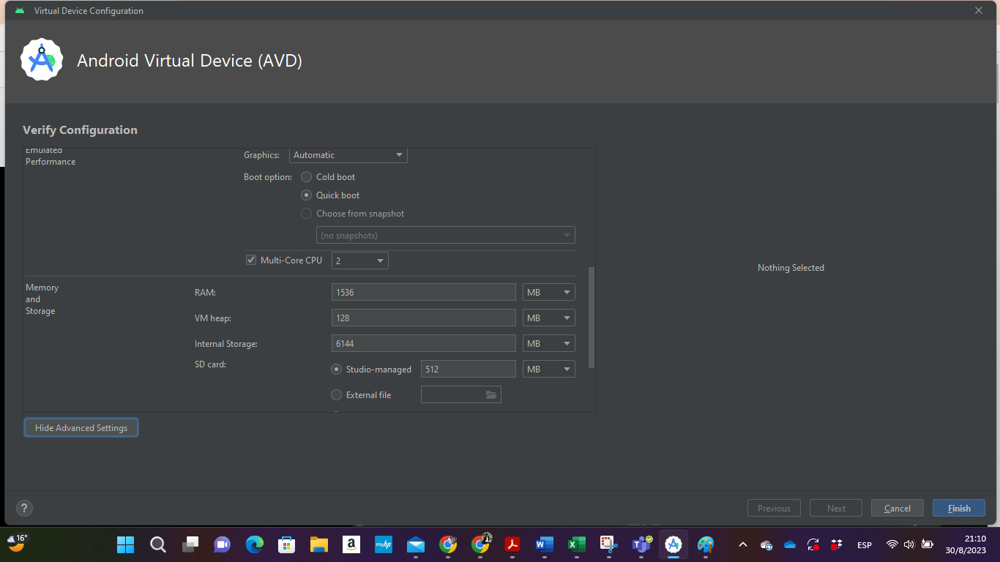 Virtual Device Configuration
Android Virtual Device (AVD)
Verify Configuration
Emulated
Performance
Graphics: Automatic
Boot option: Cold boot
Quick boot
Choose from snapshot
(no snapshots)
Multi-Core CPU 2
Nothing Selected
Memory
and
Storage
RAM: 1536 MB
VM heap: 128 MB
Internal Storage: 6144 MB
SD card: Studio-managed 512 MB
External file
Hide Advanced Settings
? Previous Next Cancel Finish
16°
a
myhp
W
X
T
ESP
21:10
30/8/2023